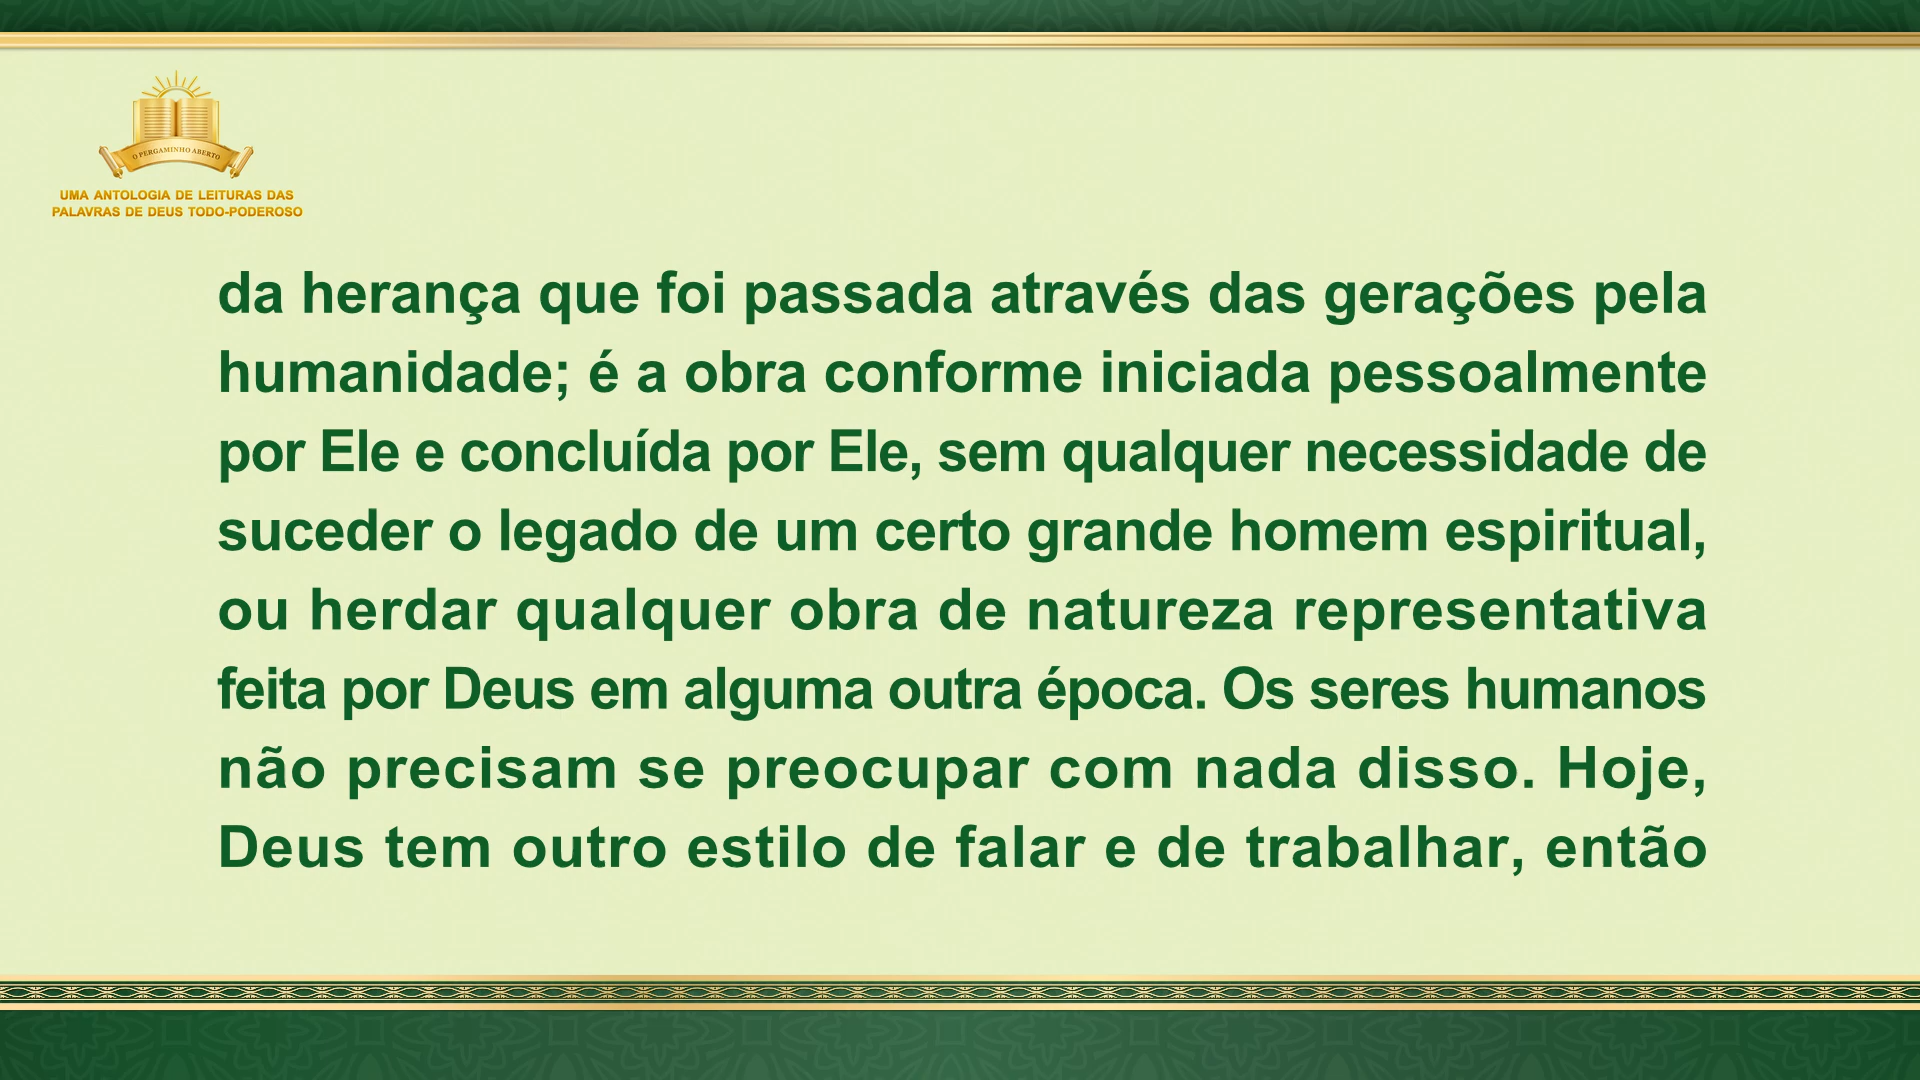 O PERGAMINHO ABERTO
UMA ANTOLOGIA DE LEITURAS DAS
PALAVRAS DE DEUS TODO-PODEROSO
da herança que foi passada através das gerações pela
humanidade; é a obra conforme iniciada pessoalmente
por Ele e concluída por Ele, sem qualquer necessidade de
suceder o legado de um certo grande homem espiritual,
ou herdar qualquer obra de natureza representativa
feita por Deus em alguma outra época. Os seres humanos
não precisam se preocupar com nada disso. Hoje,
Deus tem outro estilo de falar e de trabalhar, então